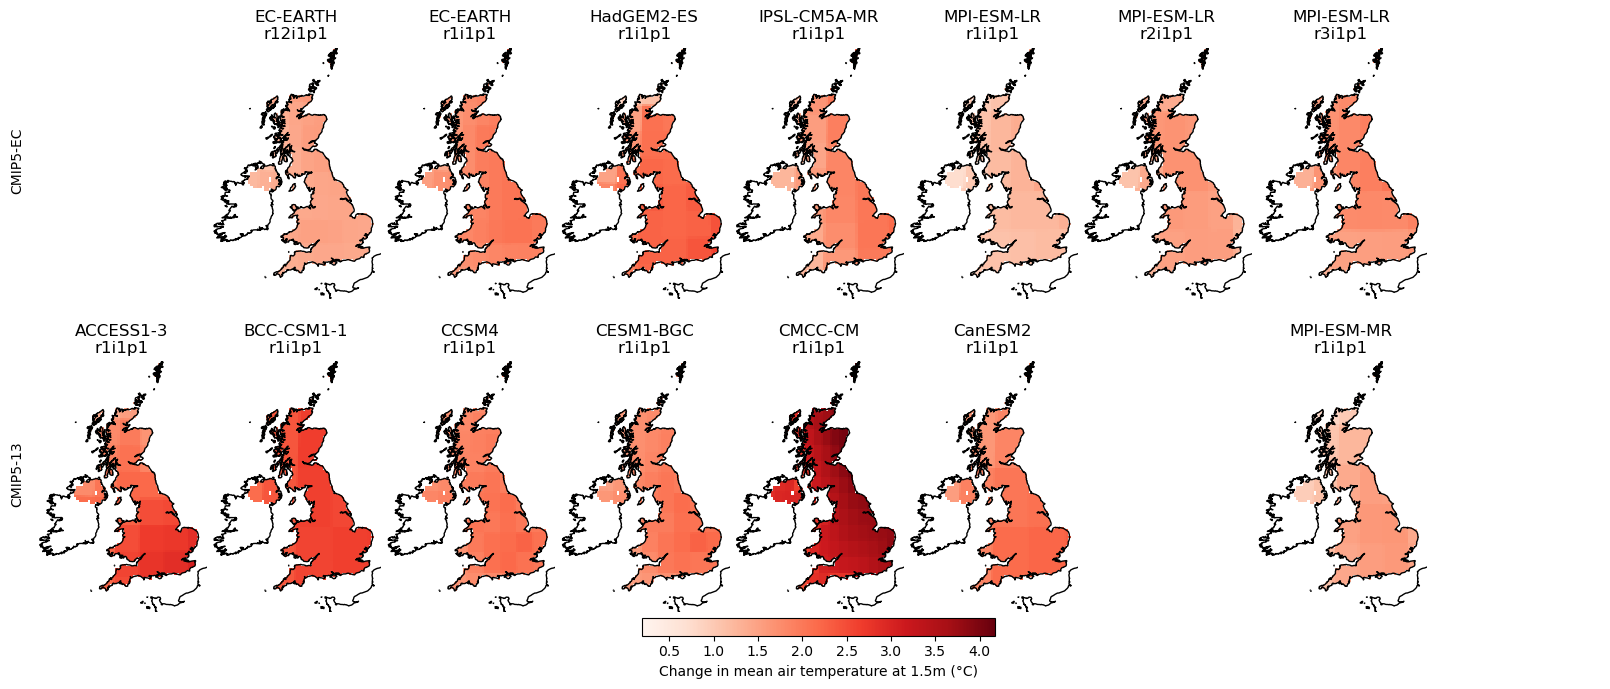 EC-EARTH
r12i1p1
EC-EARTH
r1i1p1
HadGEM2-ES
r1i1p1
IPSL-CM5A-MR
r1i1p1
MPI-ESM-LR
r1i1p1
MPI-ESM-LR
r2i1p1
MPI-ESM-LR
r3i1p1
CMIP5-EC
ACCESS1-3
r1i1p1
BCC-CSM1-1
r1i1p1
CCSM4
r1i1p1
CESM1-BGC
r1i1p1
CMCC-CM
r1i1p1
CanESM2
r1i1p1
MPI-ESM-MR
r1i1p1
CMIP5-13
0.5 1.0 1.5 2.0 2.5 3.0 3.5 4.0
Change in mean air temperature at 1.5m (°C)